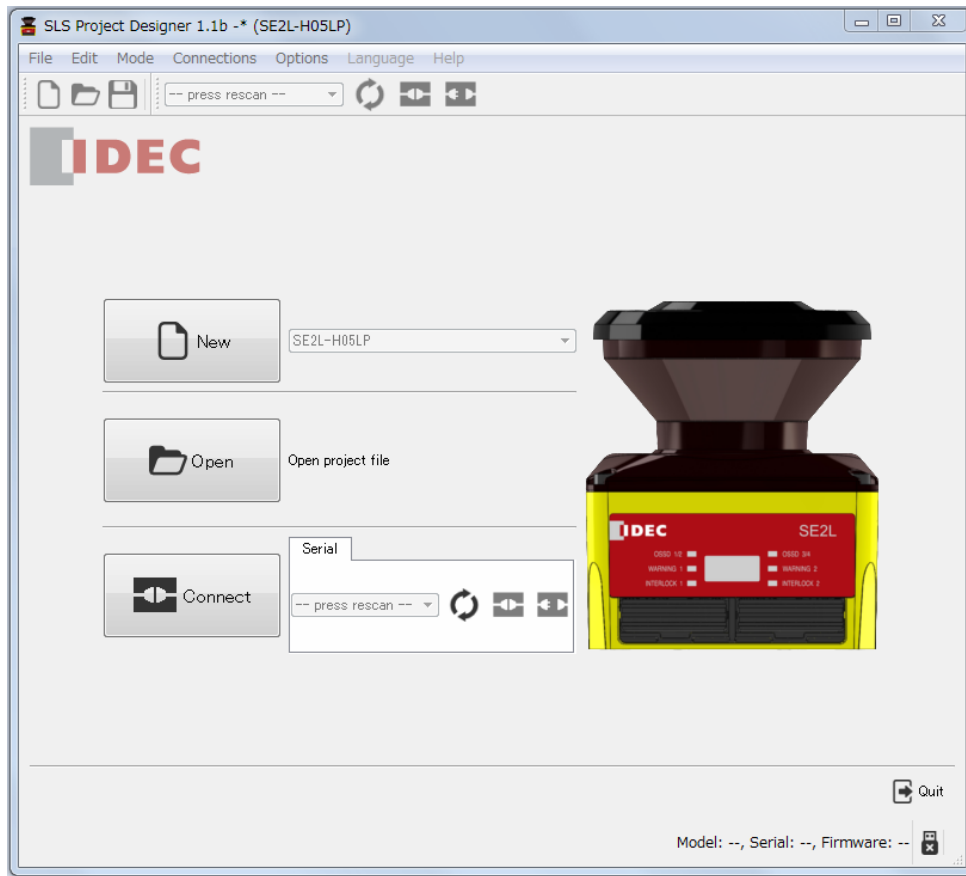 SLS Project Designer 1.1b -* (SE2L-H05LP)
File Edit Mode Connections Options Language Help
-- press rescan --
IDEC
New
SE2L-H05LP
Open
Open project file
Serial
Connect
-- press rescan --
IDEC SE2L
OSSD 1/2 OSSD 3/4
WARNING 1 WARNING 2
INTERLOCK 1 INTERLOCK 2
Quit
Model: --, Serial: --, Firmware: --